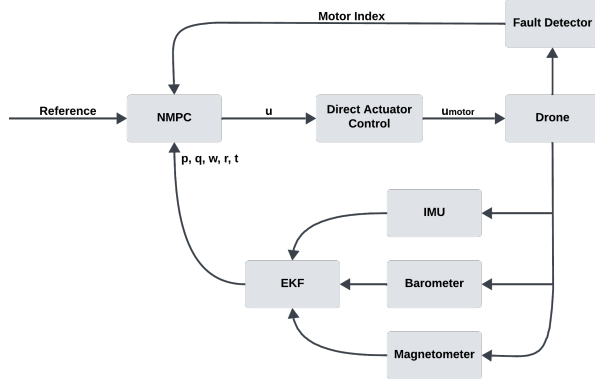 Motor Index
Fault Detector
Reference
NMPC
u
Direct Actuator
Control
umotor
Drone
p, q, w, r, t
IMU
EKF
Barometer
Magnetometer